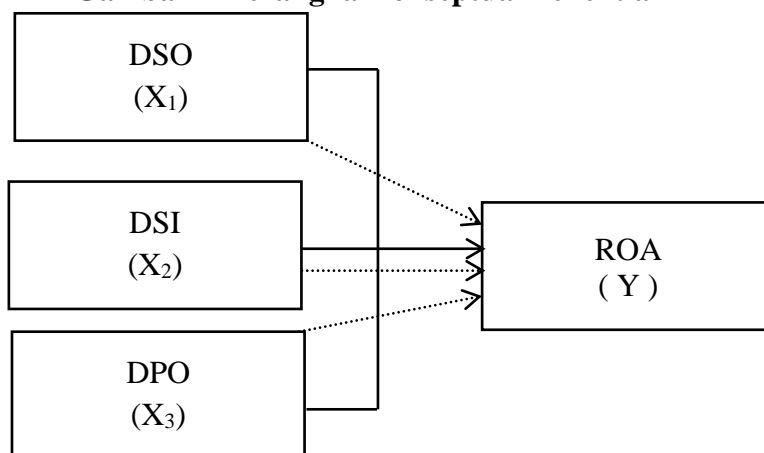 DSO
(X₁)
DSI
(X₂)
DPO
(X₃)
ROA
( Y )